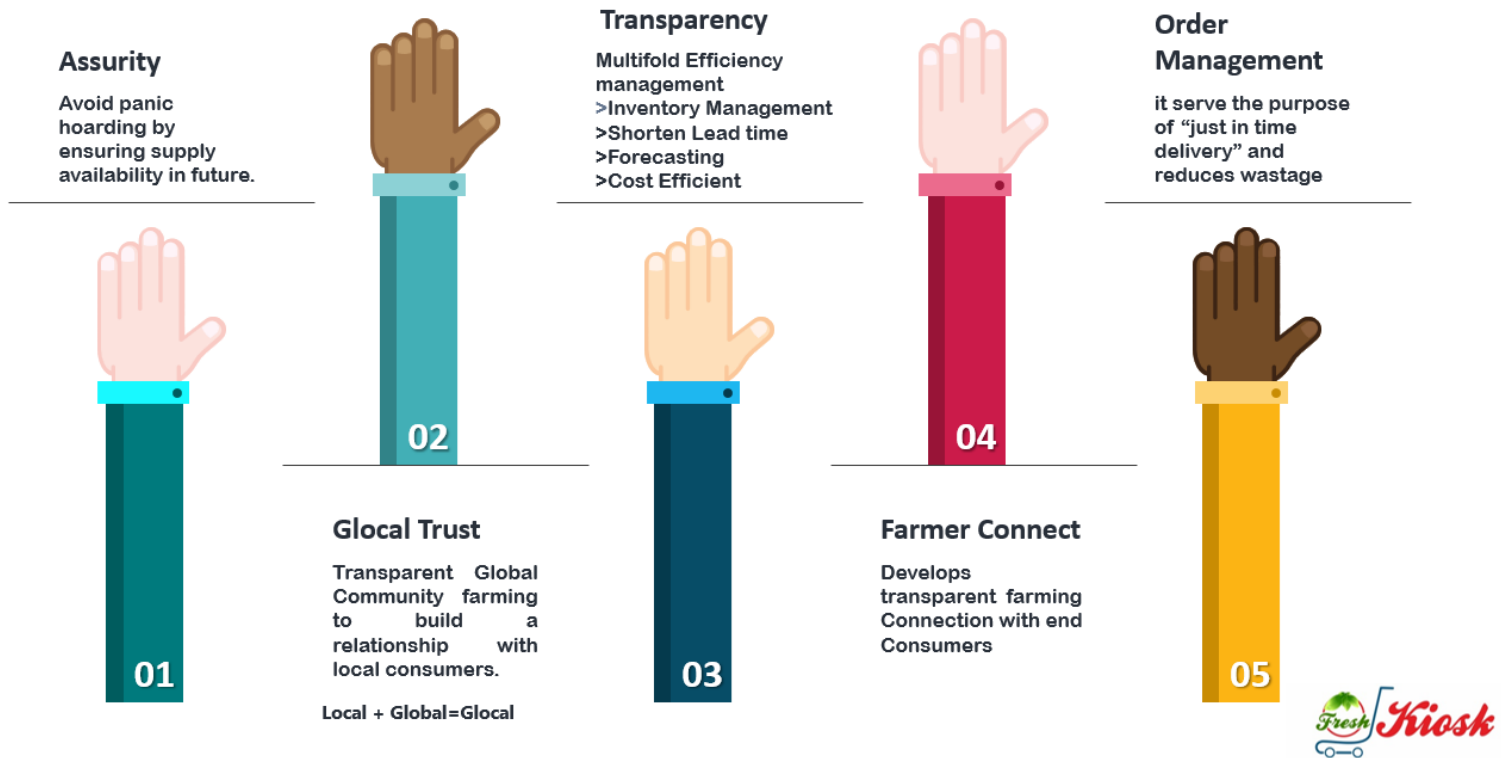 Assurity
Avoid panic
hoarding by
ensuring supply
availability in future.
01
02
Glocal Trust
Transparent Global
Community farming
to build a
relationship with
local consumers.
Local + Global=Glocal
Transparency
Multifold Efficiency
management
>Inventory Management
>Shorten Lead time
>Forecasting
>Cost Efficient
03
04
Farmer Connect
Develops
transparent farming
Connection with end
Consumers
Order
Management
it serve the purpose
of “just in time
delivery” and
reduces wastage
05
Fresh Kiosk